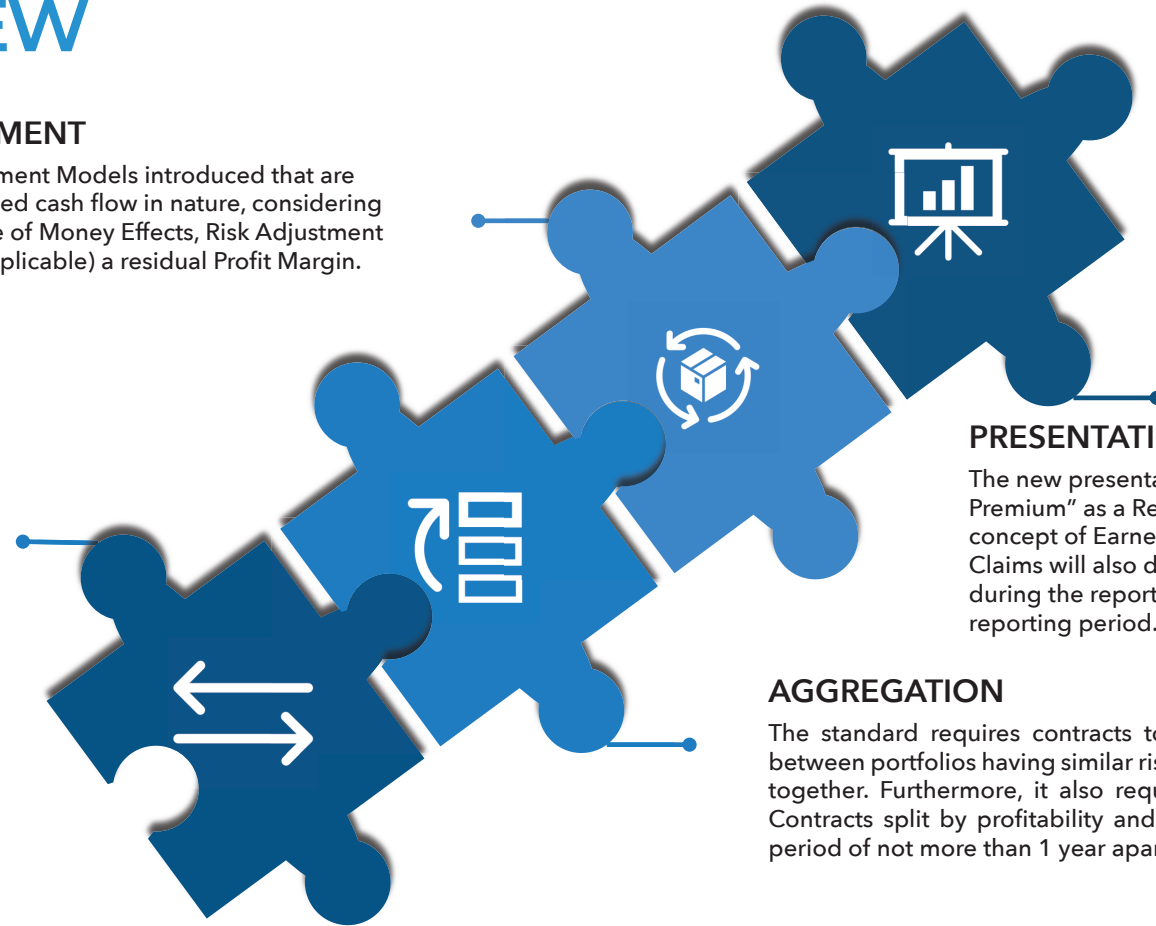 EW
MENT
ment Models introduced that are
ed cash flow in nature, considering
e of Money Effects, Risk Adjustment
plicable) a residual Profit Margin.
PRESENTATI
The new presenta
Premium” as a Re
concept of Earne
Claims will also d
during the report
reporting period.
AGGREGATION
The standard requires contracts to
between portfolios having similar ris
together. Furthermore, it also requ
Contracts split by profitability and
period of not more than 1 year apar